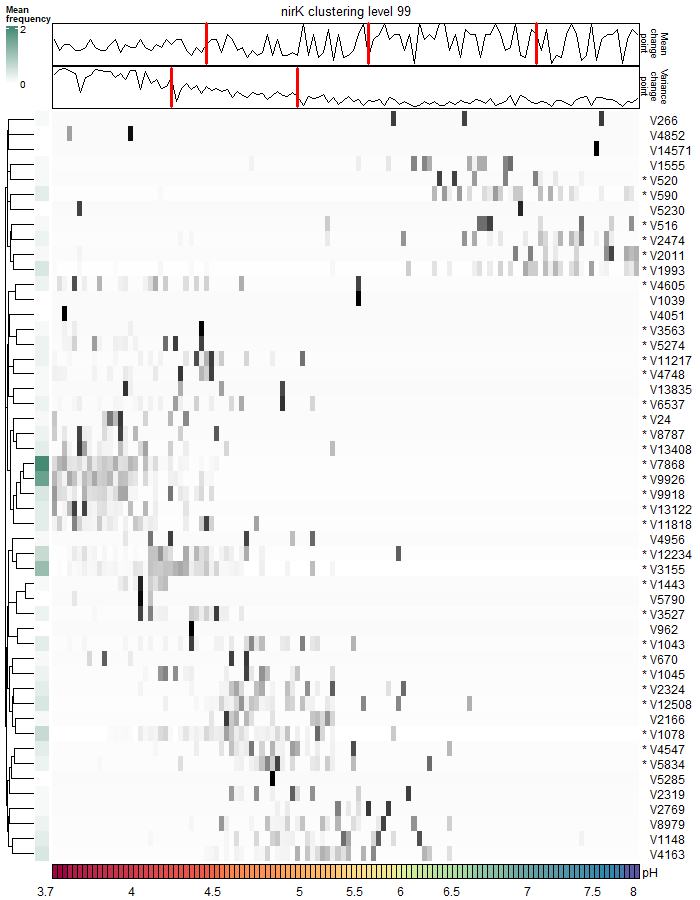 Mean
frequency
2
0
nirK clustering level 99
Mean
change
point
Variance
change
point
V266
V4852
V14571
V1555
* V520
* V590
V5230
* V516
* V2474
* V2011
* V1993
* V4605
V1039
V4051
* V3563
* V5274
* V11217
* V4748
V13835
* V6537
* V24
* V8787
* V13408
* V7868
* V9926
* V9918
* V13122
* V11818
V4956
* V12234
* V3155
* V1443
V5790
* V3527
V962
* V1043
* V670
* V1045
* V2324
* V12508
V2166
* V1078
* V4547
* V5834
V5285
V2319
V2769
V8979
V1148
V4163
pH
3.7 4 4.5 5 5.5 6 6.5 7 7.5 8